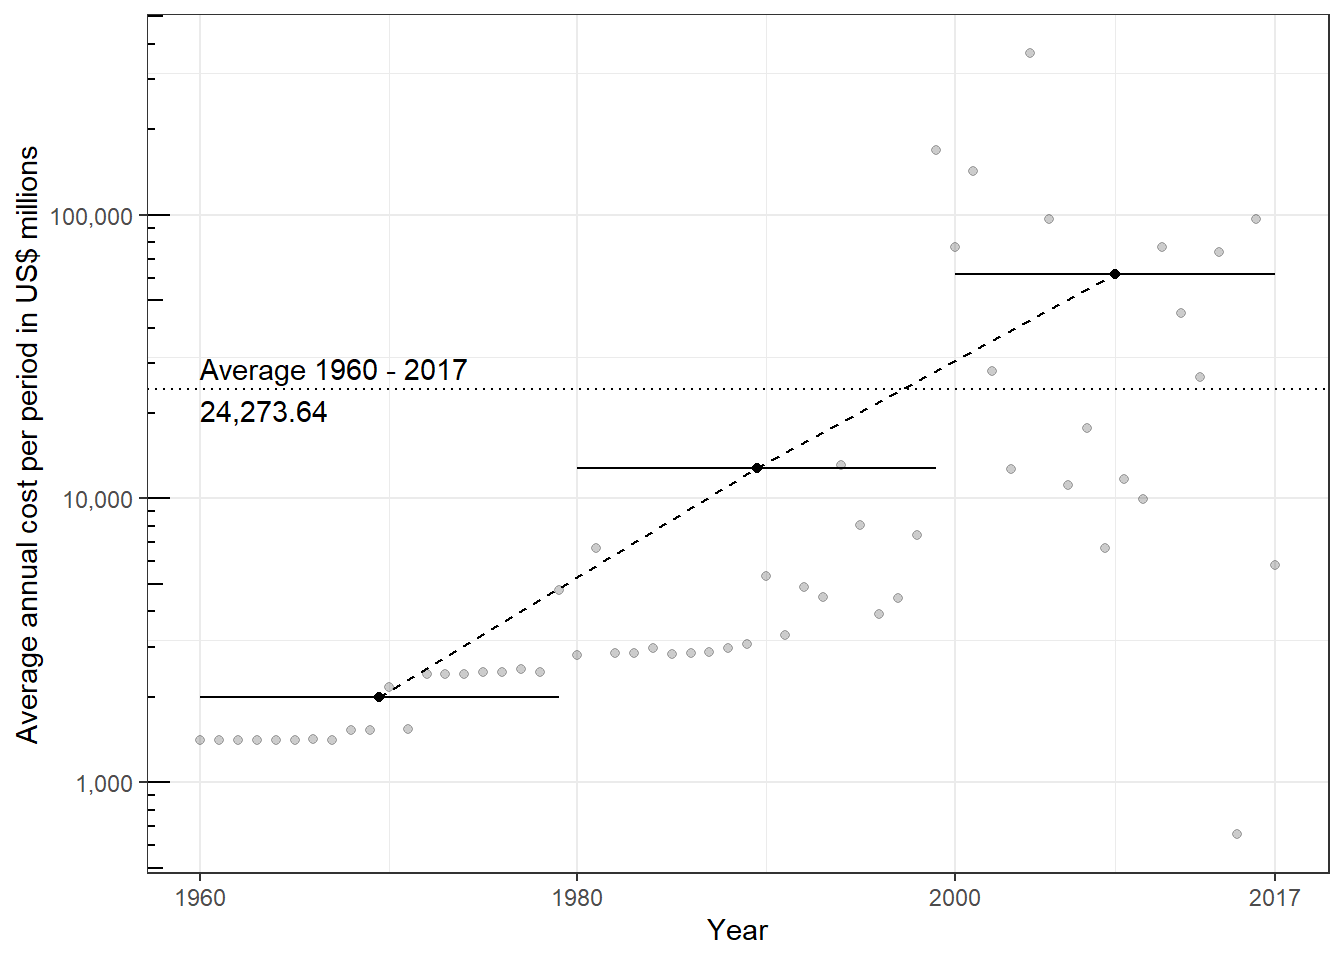 Average annual cost per period in US$ millions
100,000
10,000
1,000
Average 1960 - 2017
24,273.64
1960
1980
2000
2017
Year